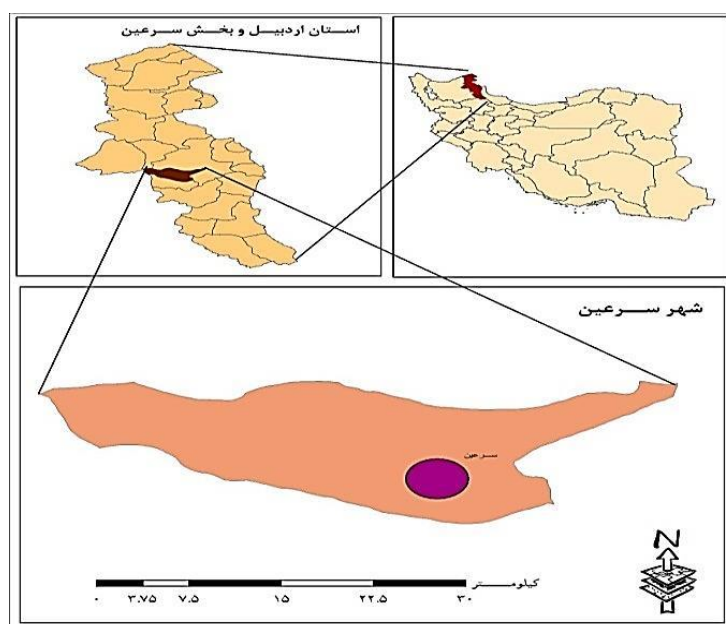 استان اردبیل و بخش سرعین
شهر سرعین
سرعین
N
کیلومتر
۰ ۳.۷۵ ۷.۵ ۱۵ ۲۲.۵ ۳۰